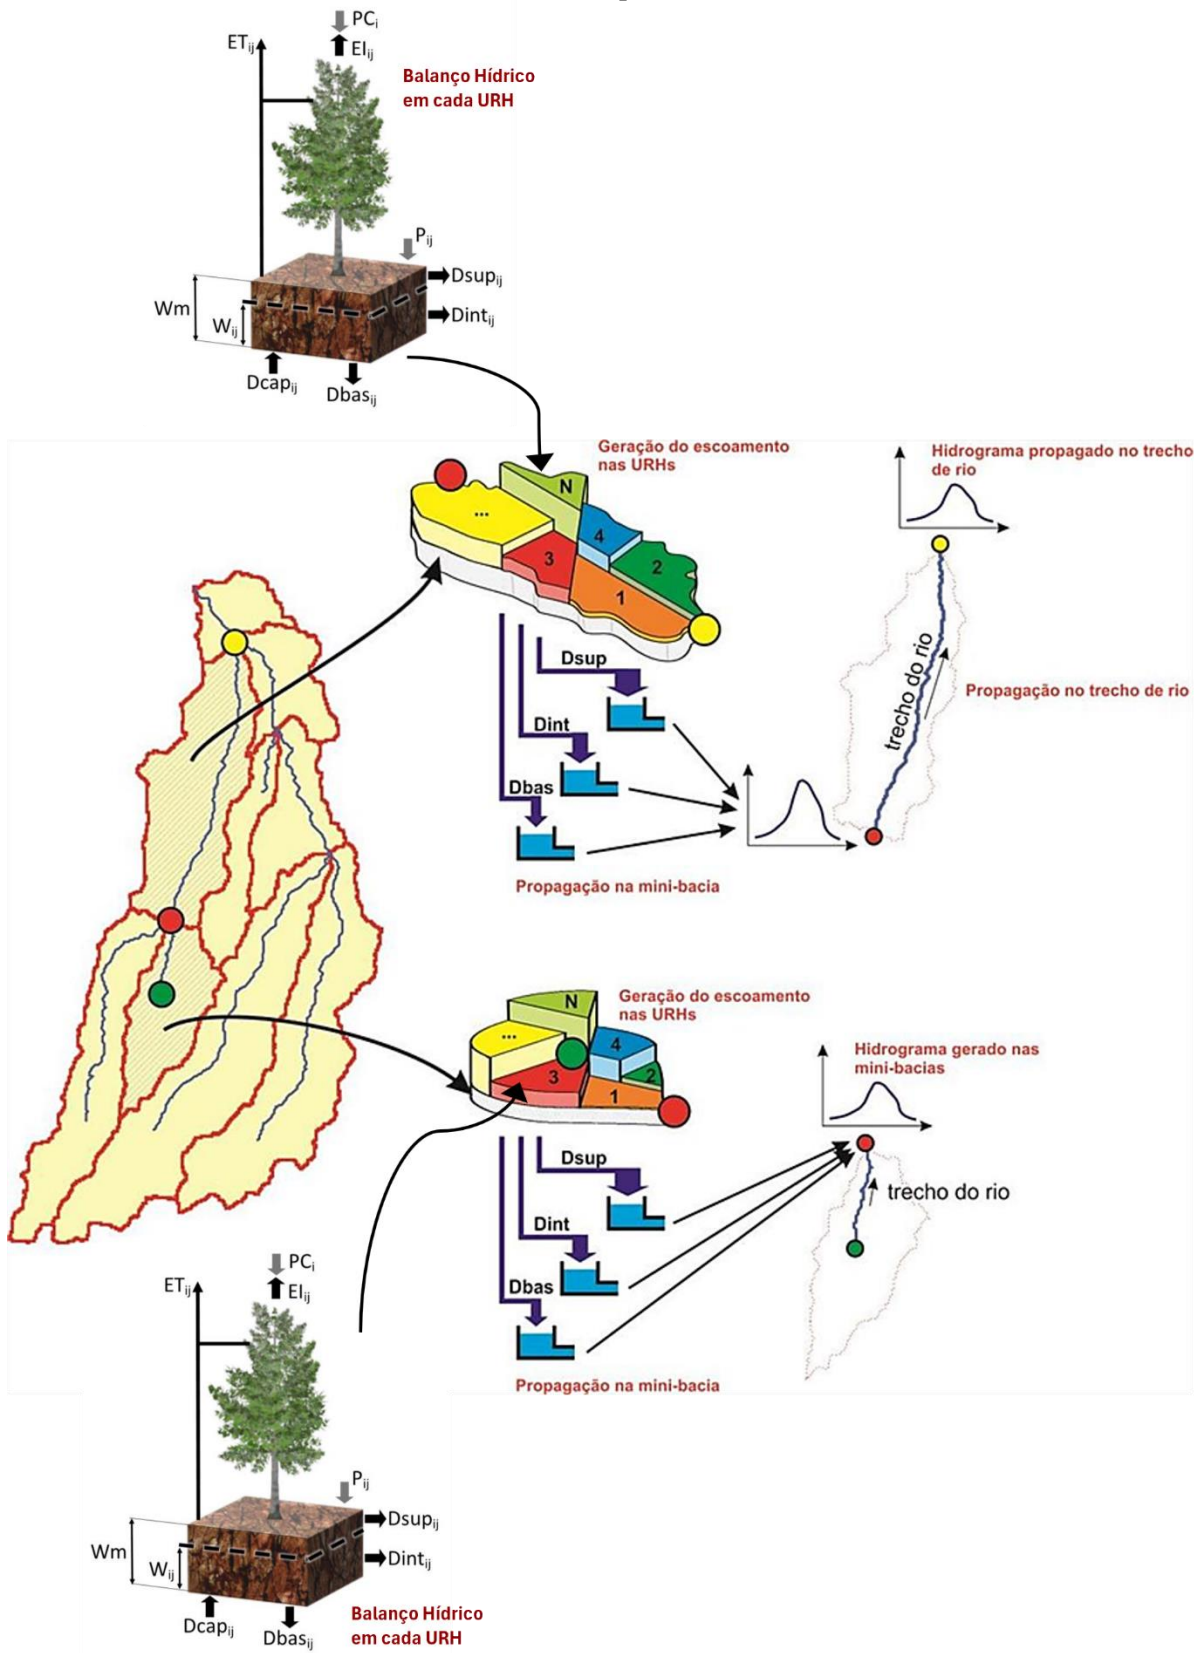 PCi
ETij
EIij
Balanço Hídrico
em cada URH
Pij
Dsupij
Wm
Wij
Dintij
Dcapij
Dbasij
Geração do escoamento
nas URHs
Hidrograma propagado no trecho
de rio
N
...
4
3
2
1
Dsup
Dint
Dbas
trecho do rio
Propagação no trecho de rio
Propagação na mini-bacia
Geração do escoamento
nas URHs
N
...
4
3
2
1
Hidrograma gerado nas
mini-bacias
Dsup
Dint
Dbas
trecho do rio
Propagação na mini-bacia
PCi
ETij
EIij
Pij
Dsupij
Wm
Wij
Dintij
Dcapij
Dbasij
Balanço Hídrico
em cada URH